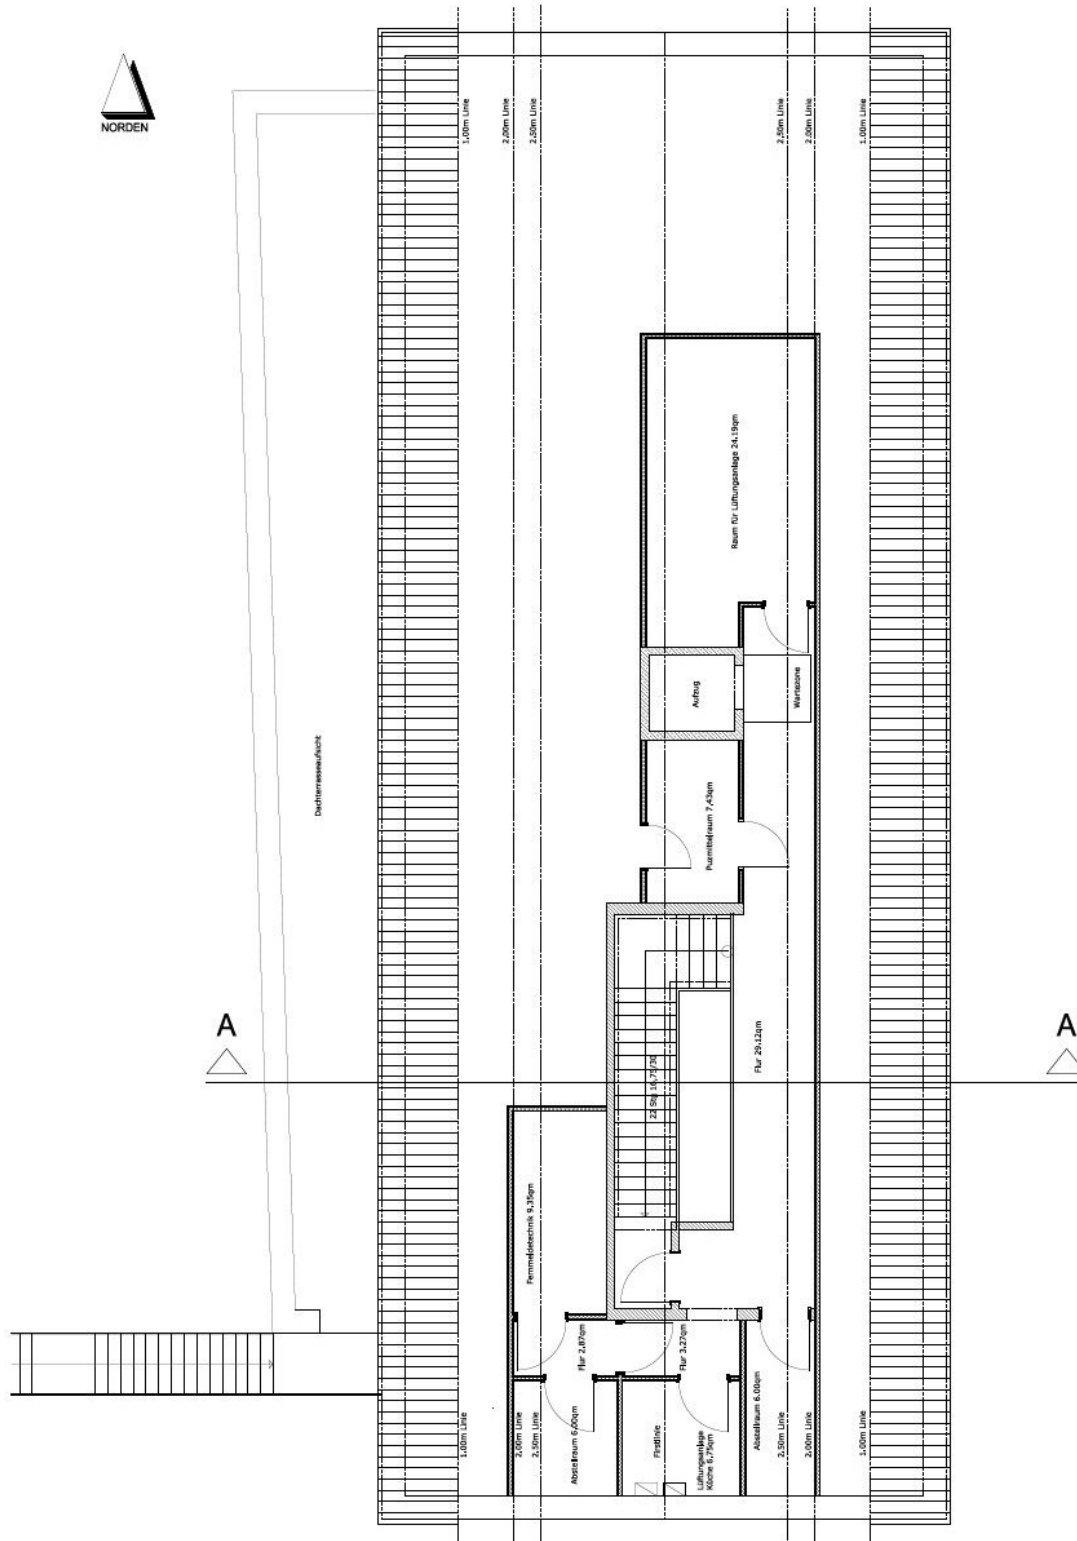 NORDEN
1.00m Linie
2.00m Linie
2.50m Linie
2.50m Linie
2.00m Linie
1.00m Linie
Raum für Lüftungsanlage 24.19qm
Aufzug
Wartezone
Dachterrasseaufsicht
Puzmittelraum 7,43qm
A
A
Flur 29.12qm
22 Stg 16,75/30
Fernmeldetechnik 9.35qm
Flur 2.87qm
Flur 3.27qm
Abstellraum 6.00qm
1.00m Linie
2.00m Linie
2.50m Linie
Abstellraum 6.00qm
Firstlinie
Lüftungsanlage
Küche 6.75qm
2.50m Linie
2.00m Linie
1.00m Linie